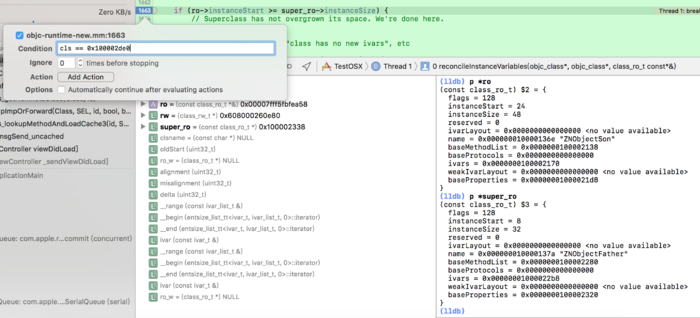 Zero KB/s
1662
1663
if (ro->instanceStart >= super_ro->instanceSize) {
Thread 1: brea
// Superclass has not overgrown its space. We're done here.
objc-runtime-new.mm:1663
Condition cls == 0x100002de0
"class has no new ivars", etc
Ignore 0 times before stopping
Action Add Action
Options Automatically continue after evaluating actions
TestOSX
Thread 1
0 reconcileInstanceVariables(objc_class*, objc_class*, class_ro_t const*&)
pImpOrForward(Class, SEL, id, bool, b...
_lookupMethodAndLoadCache3(id, S...
nsgSend_uncached
Controller viewDidLoad]
ewController _sendViewDidLoad]
plicationMain
ueue: com.apple.r...commit (concurrent)
Queue: com.apple....SerialQueue (serial)
ro = (const class_ro_t *&) 0x00007fff5fbfea58
rw = (class_rw_t *) 0x608000260e80
super_ro = (const class_ro_t *) 0x100002338
clsname = (const char *) NULL
oldStart (uint32_t)
ro_w = (class_ro_t *) NULL
alignment (uint32_t)
misalignment (uint32_t)
delta (uint32_t)
__range (const ivar_list_t &)
__begin (entsize_list_tt<ivar_t, ivar_list_t, 0>::iterator)
__end (entsize_list_tt<ivar_t, ivar_list_t, 0>::iterator)
ivar (const ivar_t &)
__range (const ivar_list_t &)
__begin (entsize_list_tt<ivar_t, ivar_list_t, 0>::iterator)
__end (entsize_list_tt<ivar_t, ivar_list_t, 0>::iterator)
ivar (const ivar_t &)
ro_w = (class_ro_t *) NULL
(lldb) p *ro
(const class_ro_t) $2 = {
flags = 128
instanceStart = 24
instanceSize = 48
reserved = 0
ivarLayout = 0x0000000000000000 <no value available>
name = 0x000000010000136e "ZNObjectSon"
baseMethodList = 0x0000000100002138
baseProtocols = 0x0000000000000000
ivars = 0x0000000100002170
weakIvarLayout = 0x0000000000000000 <no value available>
baseProperties = 0x00000001000021d8
}
(lldb) p *super_ro
(const class_ro_t) $3 = {
flags = 128
instanceStart = 8
instanceSize = 32
reserved = 0
ivarLayout = 0x0000000000000000 <no value available>
name = 0x000000010000137a "ZNObjectFather"
baseMethodList = 0x0000000100002280
baseProtocols = 0x0000000000000000
ivars = 0x00000001000022b8
weakIvarLayout = 0x0000000000000000 <no value available>
baseProperties = 0x0000000100002320
}
(lldb)